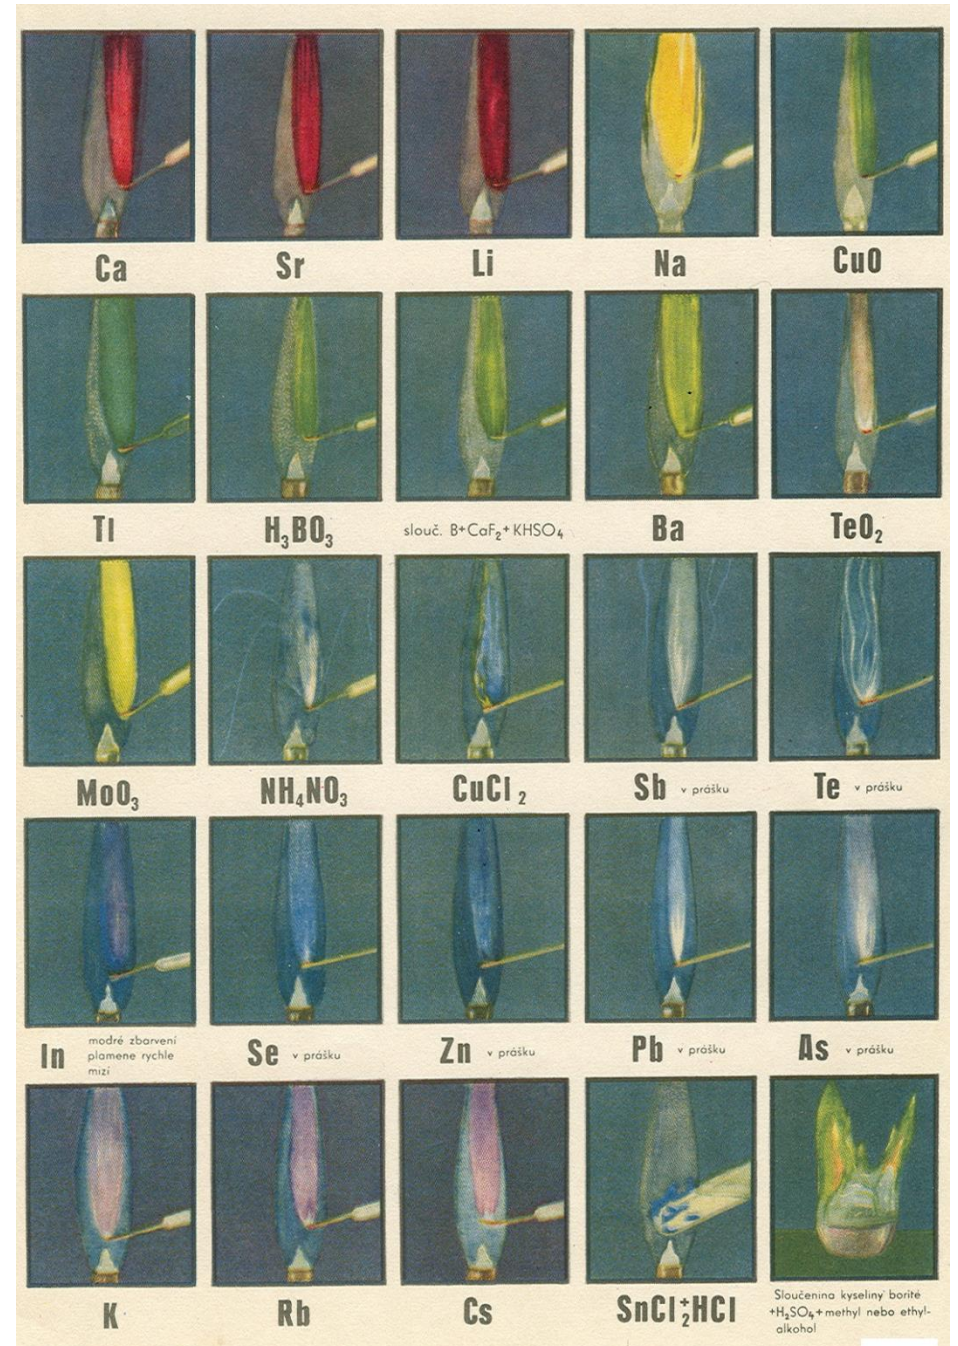 Ca
Sr
Li
Na
CuO
Tl
H₃BO₃
slouč. B+CaF₂+KHSO₄
Ba
TeO₂
MoO₃
NH₄NO₃
CuCl₂
Sb v prášku
Te v prášku
In
modré zbarvení
plamene rychle
mizí
Se v prášku
Zn v prášku
Pb v prášku
As v prášku
K
Rb
Cs
SnCl₂+HCl
Sloučenina kyseliny borité
+H₂SO₄+methyl nebo ethyl-
alkohol